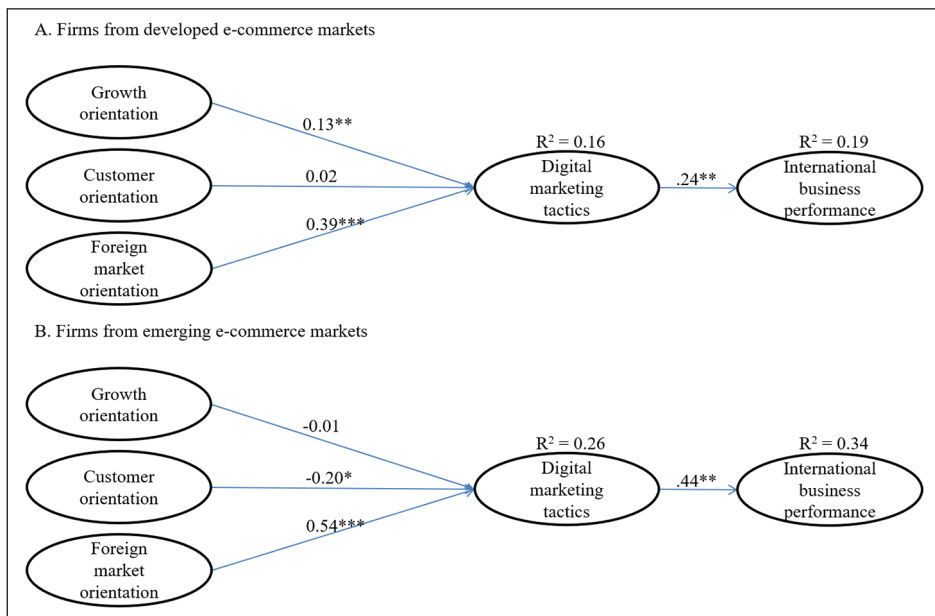 A. Firms from developed e-commerce markets
Growth
orientation
0.13**
Customer
orientation
0.02
Foreign
market
orientation
0.39***
R² = 0.16
Digital
marketing
tactics
.24**
R² = 0.19
International
business
performance
B. Firms from emerging e-commerce markets
Growth
orientation
-0.01
Customer
orientation
-0.20*
Foreign
market
orientation
0.54***
R² = 0.26
Digital
marketing
tactics
.44**
R² = 0.34
International
business
performance